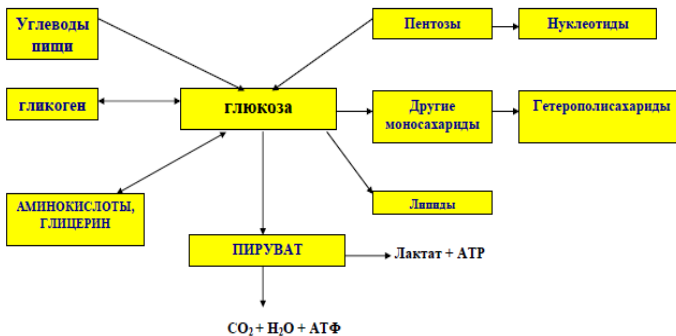 Углеводы
пищи
Пентозы
Нуклеотиды
гликоген
глюкоза
Другие
моносахариды
Гетерополисахариды
АМИНОКИСЛОТЫ,
ГЛИЦЕРИН
Липиды
ПИРУВАТ
Лактат + АТР
CO₂ + H₂O + АТФ